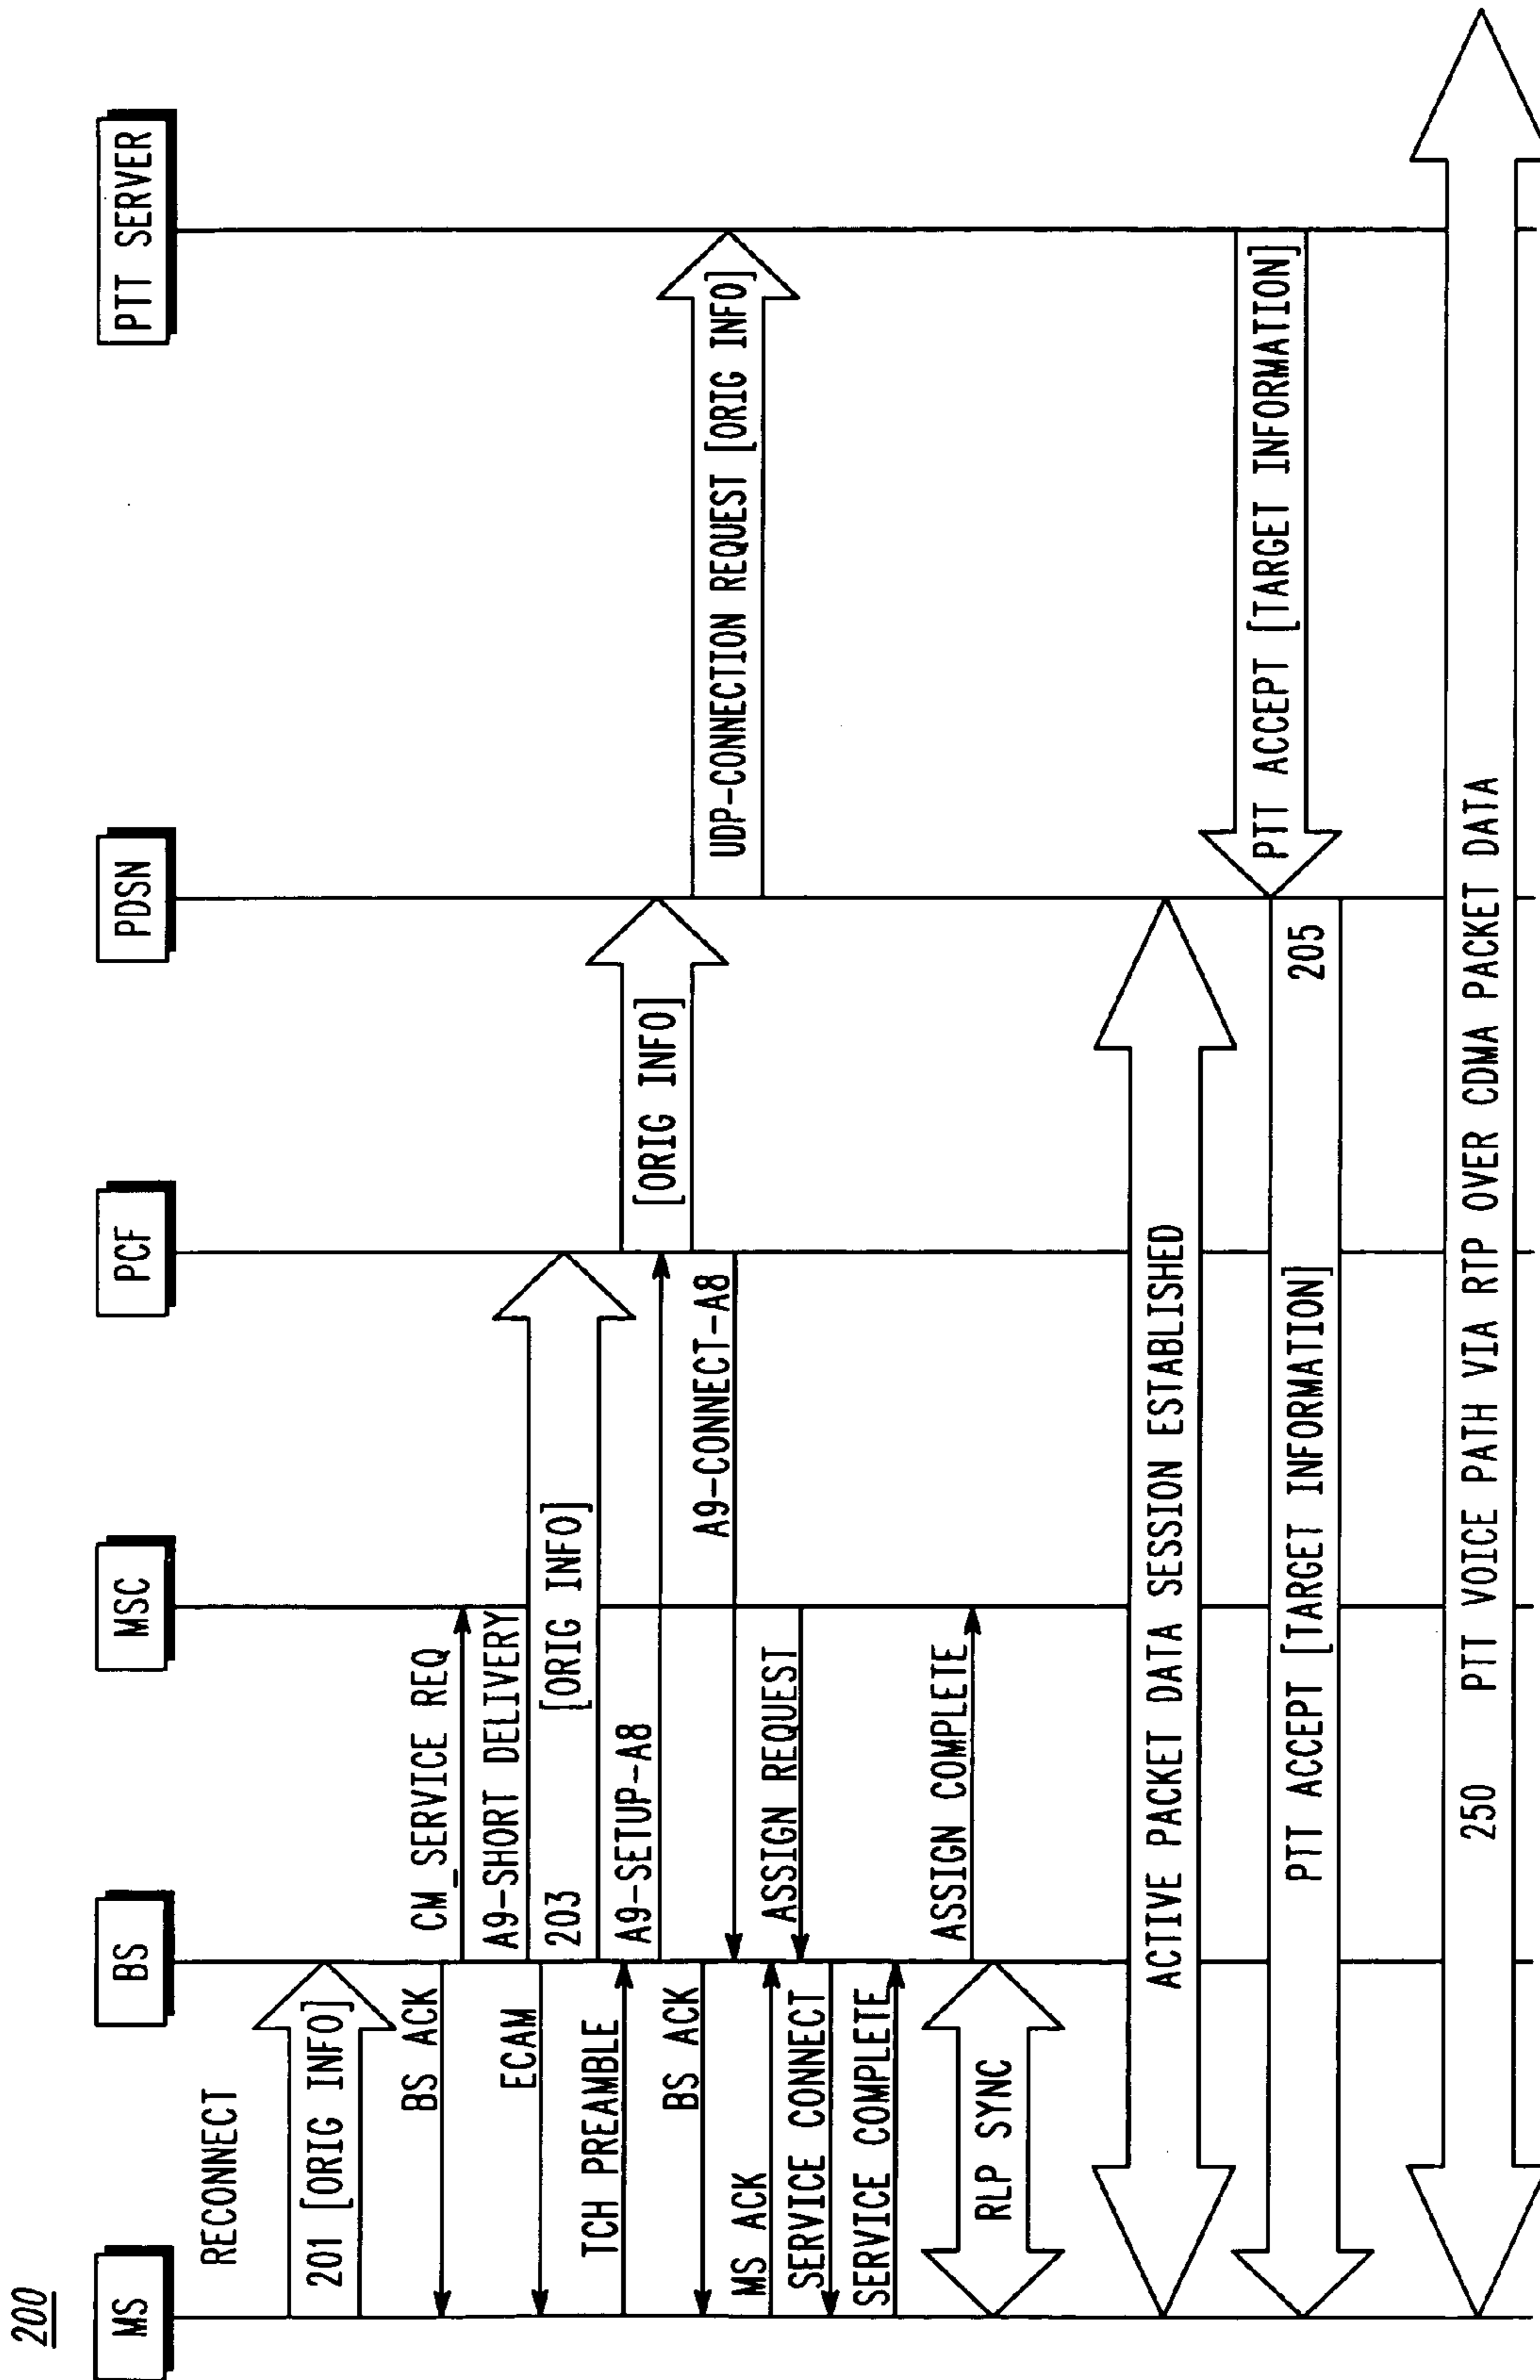 200
MS
BS
MSC
PCF
PDSN
PTT SERVER
RECONNECT
201 [ORIG INFO]
BS ACK
CM_SERVICE REQ
A9-SHORT DELIVERY
ECAM
203
[ORIG INFO]
TCH PREAMBLE
A9-SETUP-A8
[ORIG INFO]
BS ACK
A9-CONNECT-A8
UDP-CONNECTION REQUEST [ORIG INFO]
MS ACK
ASSIGN REQUEST
SERVICE CONNECT
SERVICE COMPLETE
ASSIGN COMPLETE
RLP SYNC
ACTIVE PACKET DATA SESSION ESTABLISHED
PTT ACCEPT [TARGET INFORMATION]
PTT ACCEPT [TARGET INFORMATION]
205
250 PTT VOICE PATH VIA RTP OVER CDMA PACKET DATA